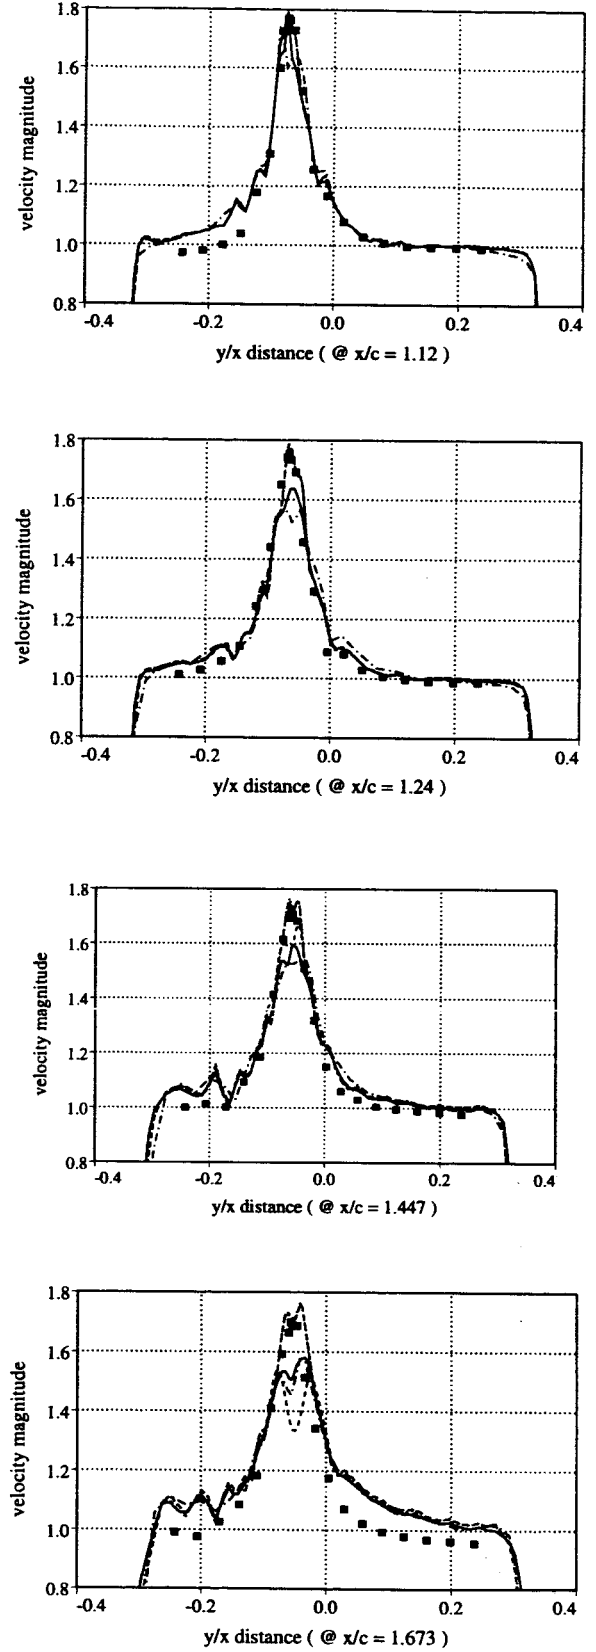 1.8
1.6
1.4
1.2
1.0
0.8
velocity magnitude
-0.4 -0.2 0.0 0.2 0.4
y/x distance ( @ x/c = 1.12 )
1.8
1.6
1.4
1.2
1.0
0.8
velocity magnitude
-0.4 -0.2 0.0 0.2 0.4
y/x distance ( @ x/c = 1.24 )
1.8
1.6
1.4
1.2
1.0
0.8
velocity magnitude
-0.4 -0.2 0.0 0.2 0.4
y/x distance ( @ x/c = 1.447 )
1.8
1.6
1.4
1.2
1.0
0.8
velocity magnitude
-0.4 -0.2 0.0 0.2 0.4
y/x distance ( @ x/c = 1.673 )